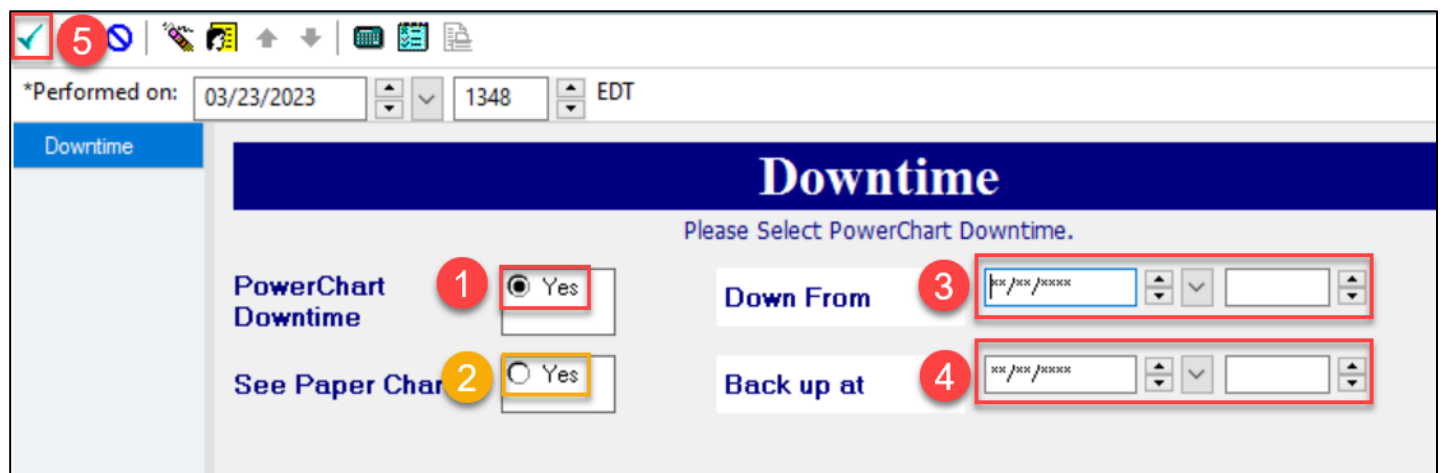 5
*Performed on: 03/23/2023 1348 EDT
Downtime
Downtime
Please Select PowerChart Downtime.
PowerChart Downtime
1
Yes
Down From
3
**/**/****
See Paper Char
2
Yes
Back up at
4
**/**/****